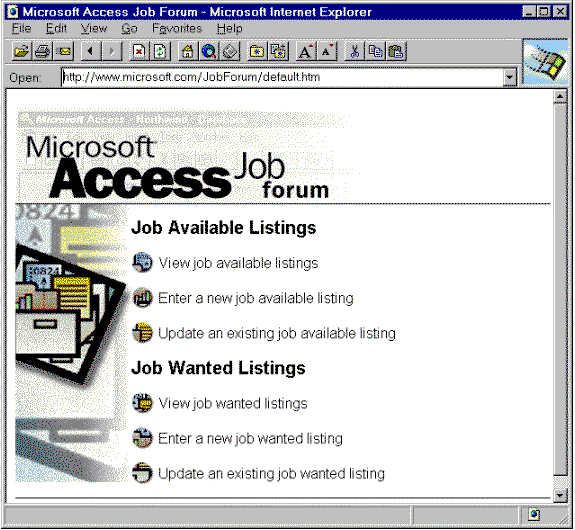 Microsoft Access Job Forum - Microsoft Internet Explorer
File Edit View Go Favorites Help
Open: http://www.microsoft.com/JobForum/default.htm
Microsoft Access - Northwind - Database
Microsoft
Access Job
forum
00824
Job Available Listings
View job available listings
Enter a new job available listing
Update an existing job available listing
00824
Job Wanted Listings
View job wanted listings
Enter a new job wanted listing
Update an existing job wanted listing